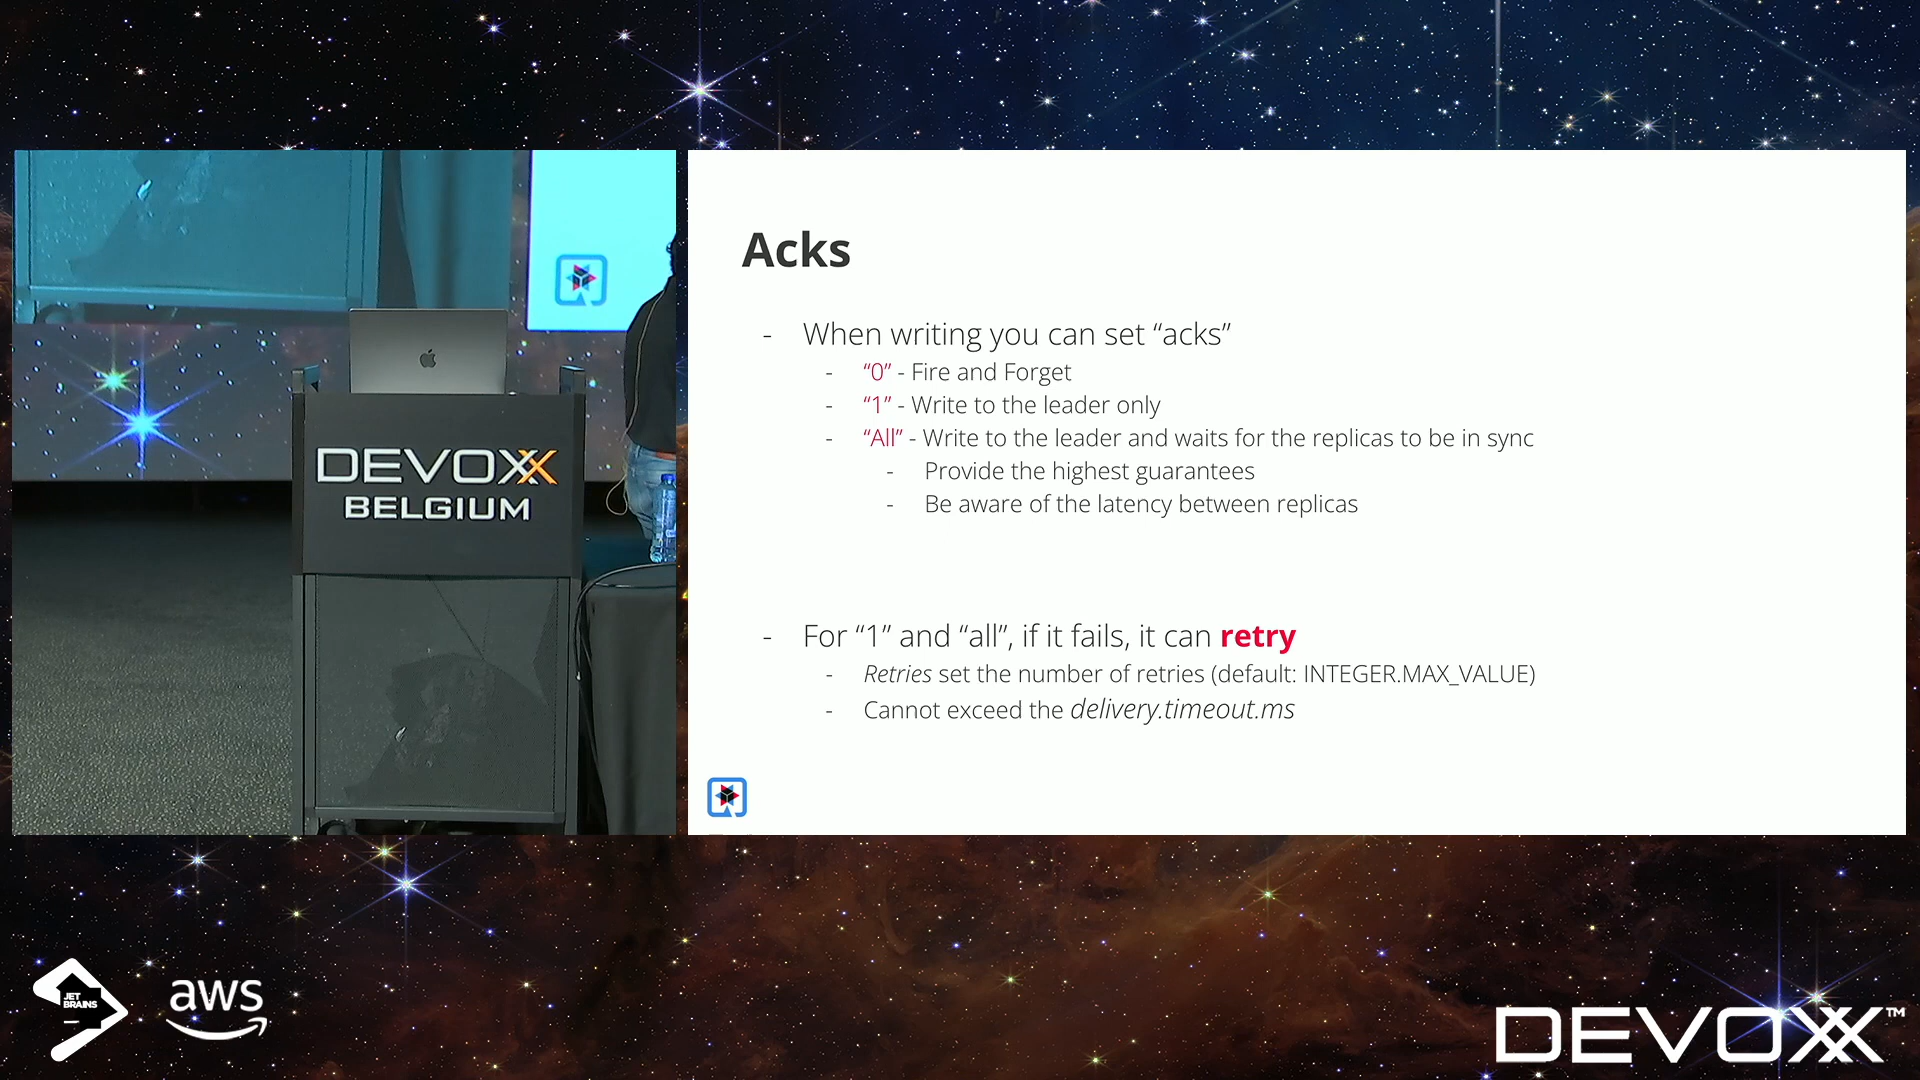 Acks
- When writing you can set “acks”
- “0” - Fire and Forget
- “1” - Write to the leader only
- “All” - Write to the leader and waits for the replicas to be in sync
- Provide the highest guarantees
- Be aware of the latency between replicas
- For “1” and “all”, if it fails, it can retry
- Retries set the number of retries (default: INTEGER.MAX_VALUE)
- Cannot exceed the delivery.timeout.ms
DEVOXX
BELGIUM
JET
BRAINS
aws
DEVOXX™